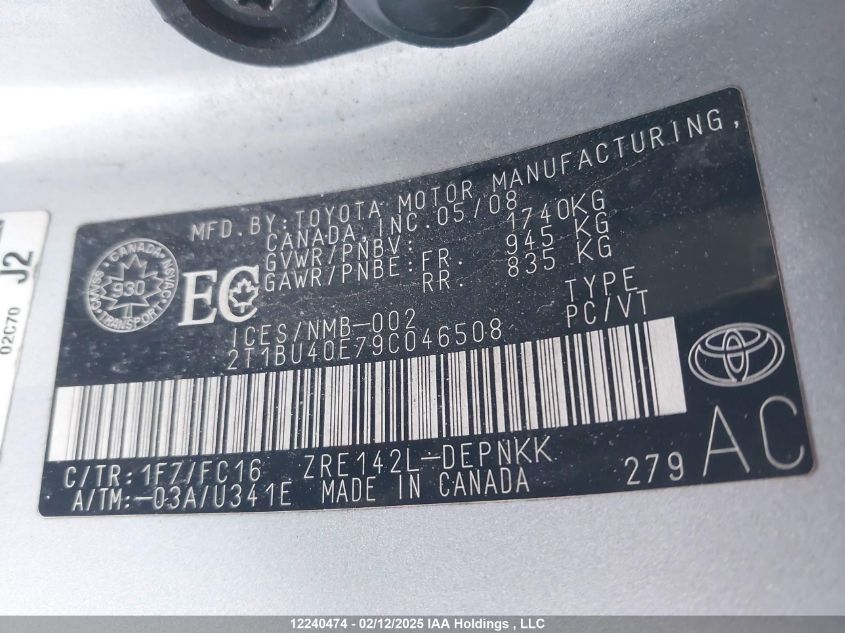 MFD.BY:TOYOTA MOTOR MANUFACTURING,
CANADA, INC.05/08
GVWR/PNBV: 1740KG
GAWR/PNBE:FR. 945 KG
RR. 835 KG
CANADA
930
TRANSPORT
EC
ICES/NMB-002
TYPE
2T1BU40E79C046508
PC/VT
C/TR:1F7/FC16 ZRE142L-DEPNKK
A/TM:-03A/U341E MADE IN CANADA
279 AC
J2
02C70
12240474 - 02/12/2025 IAA Holdings , LLC